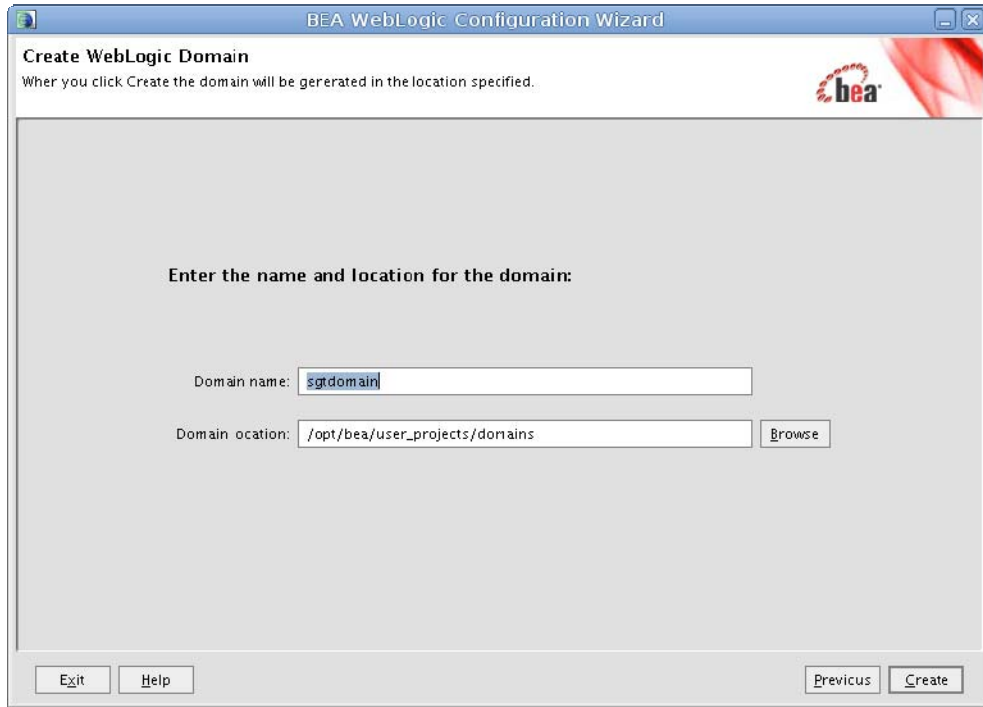 BEA WebLogic Configuration Wizard
Create WebLogic Domain
Wher you click Create the domain will be gererated in the location specified.
bea
Enter the name and location for the domain:
Domain name: sgtdomain
Domain ocation: /opt/bea/user_projects/domains Browse
Exit Help Previcus Create